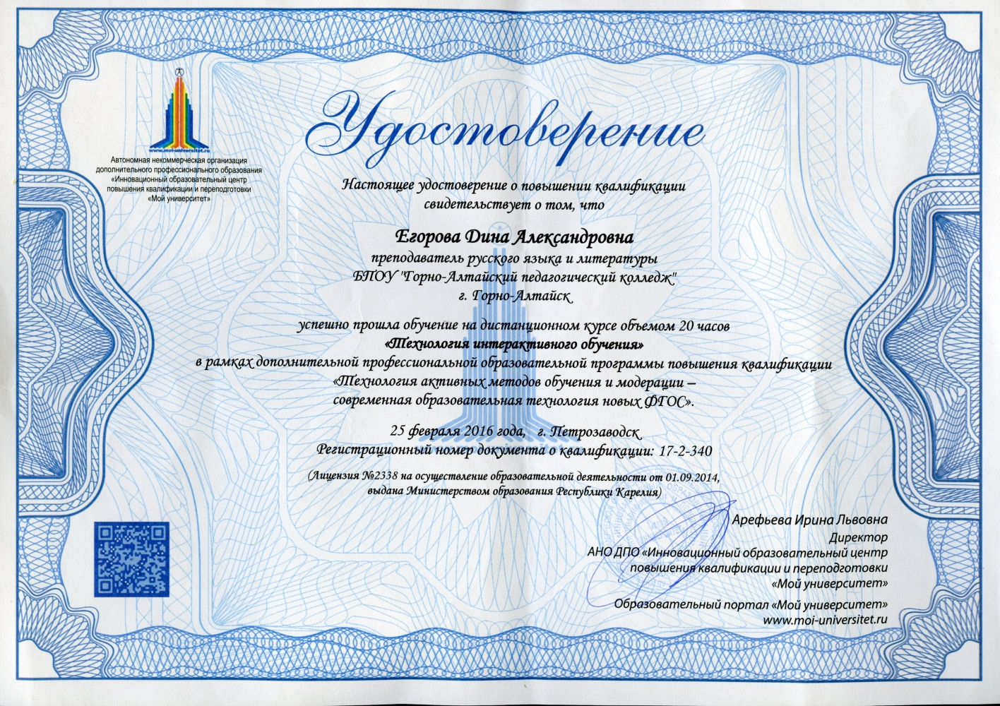 www.moi-universitet.ru
Автономная некоммерческая организация
дополнительного профессионального образования
«Инновационный образовательный центр
повышения квалификации и переподготовки
«Мой университет»
Удостоверение
Настоящее удостоверение о повышении квалификации
свидетельствует о том, что
Егорова Дина Александровна
преподаватель русского языка и литературы
БПОУ "Горно-Алтайский педагогический колледж"
г. Горно-Алтайск
успешно прошла обучение на дистанционном курсе объемом 20 часов
«Технология интерактивного обучения»
в рамках дополнительной профессиональной образовательной программы повышения квалификации
«Технология активных методов обучения и модерации –
современная образовательная технология новых ФГОС».
25 февраля 2016 года, г. Петрозаводск
Регистрационный номер документа о квалификации: 17-2-340
(Лицензия №2338 на осуществление образовательной деятельности от 01.09.2014,
выдана Министерством образования Республики Карелия)
Арефьева Ирина Львовна
Директор
АНО ДПО «Инновационный образовательный центр
повышения квалификации и переподготовки
«Мой университет»
Образовательный портал «Мой университет»
www.moi-universitet.ru